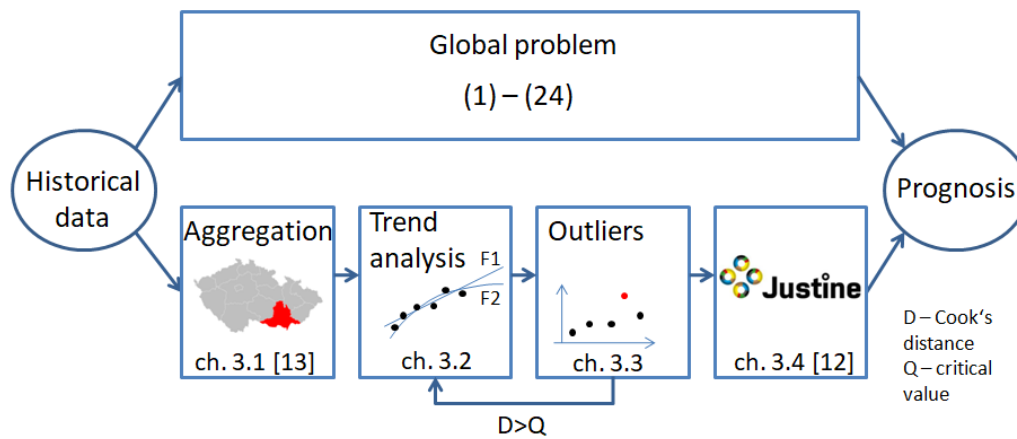 Global problem
(1) – (24)
Historical
data
Prognosis
Aggregation
ch. 3.1 [13]
Trend
analysis
F1
F2
ch. 3.2
Outliers
ch. 3.3
Justine
ch. 3.4 [12]
D>Q
D – Cook's
distance
Q – critical
value